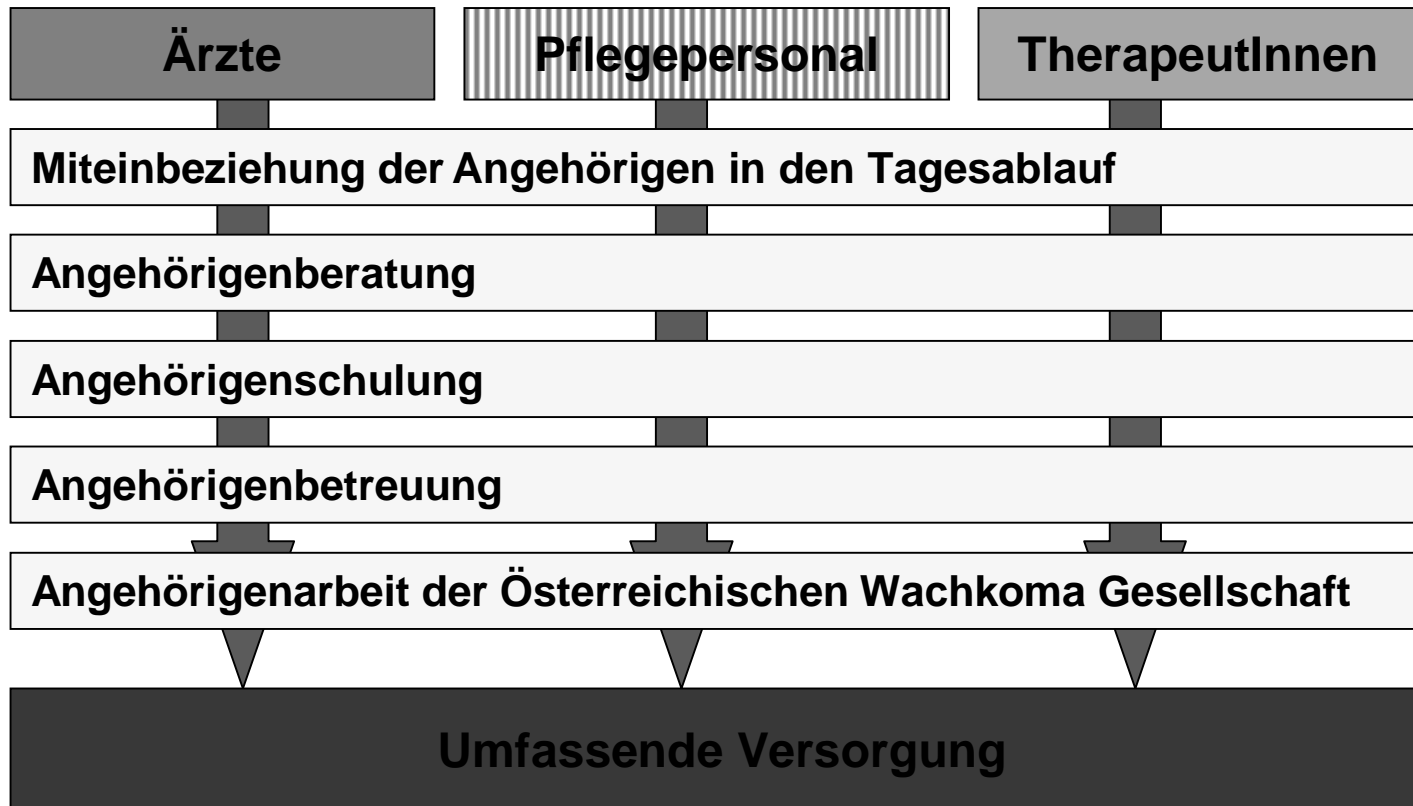 Ärzte
Pflegepersonal
TherapeutInnen
Miteinbeziehung der Angehörigen in den Tagesablauf
Angehörigenberatung
Angehörigenschulung
Angehörigenbetreuung
Angehörigenarbeit der Österreichischen Wachkoma Gesellschaft
Umfassende Versorgung